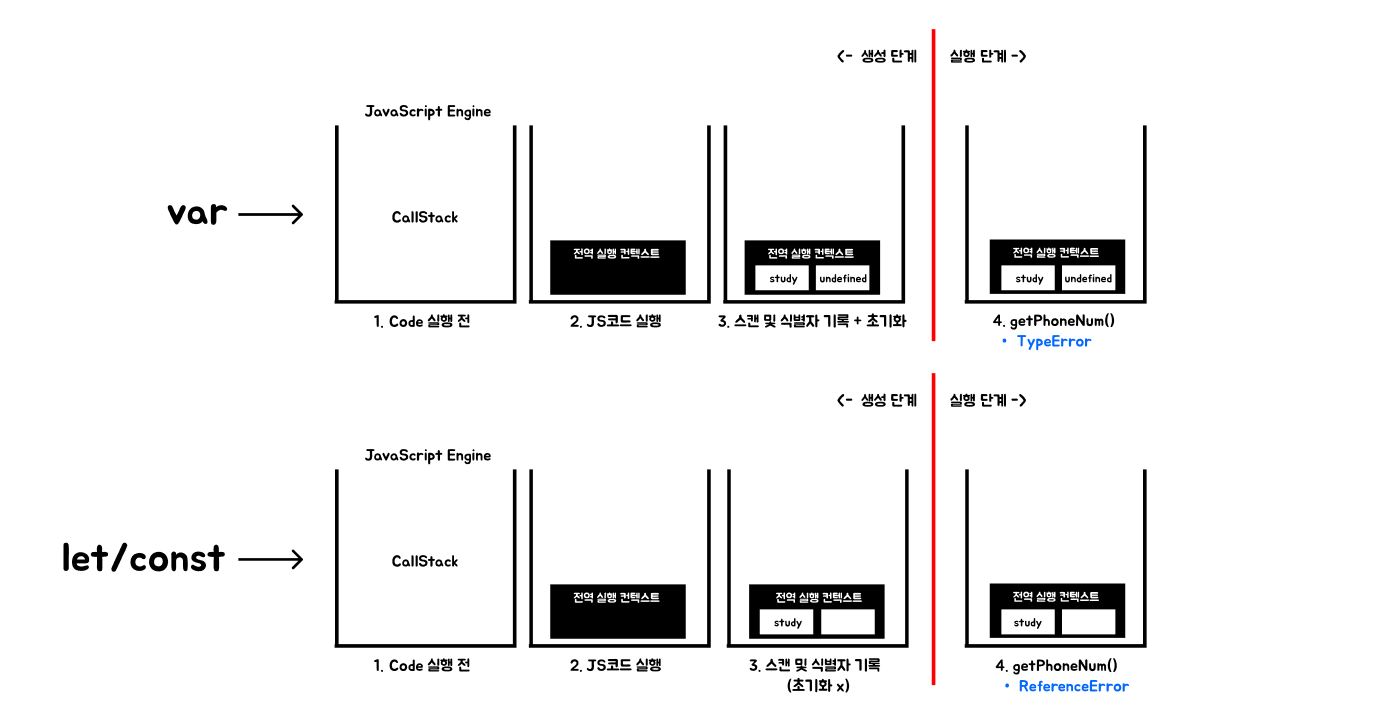 <- 생성 단계
실행 단계 ->
JavaScript Engine
var
CallStack
전역 실행 컨텍스트
전역 실행 컨텍스트
study
undefined
전역 실행 컨텍스트
study
undefined
1. Code 실행 전
2. JS코드 실행
3. 스캔 및 식별자 기록 + 초기화
4. getPhoneNum()
• TypeError
<- 생성 단계
실행 단계 ->
JavaScript Engine
let/const
CallStack
전역 실행 컨텍스트
전역 실행 컨텍스트
study
전역 실행 컨텍스트
study
1. Code 실행 전
2. JS코드 실행
3. 스캔 및 식별자 기록
(초기화 x)
4. getPhoneNum()
• ReferenceError